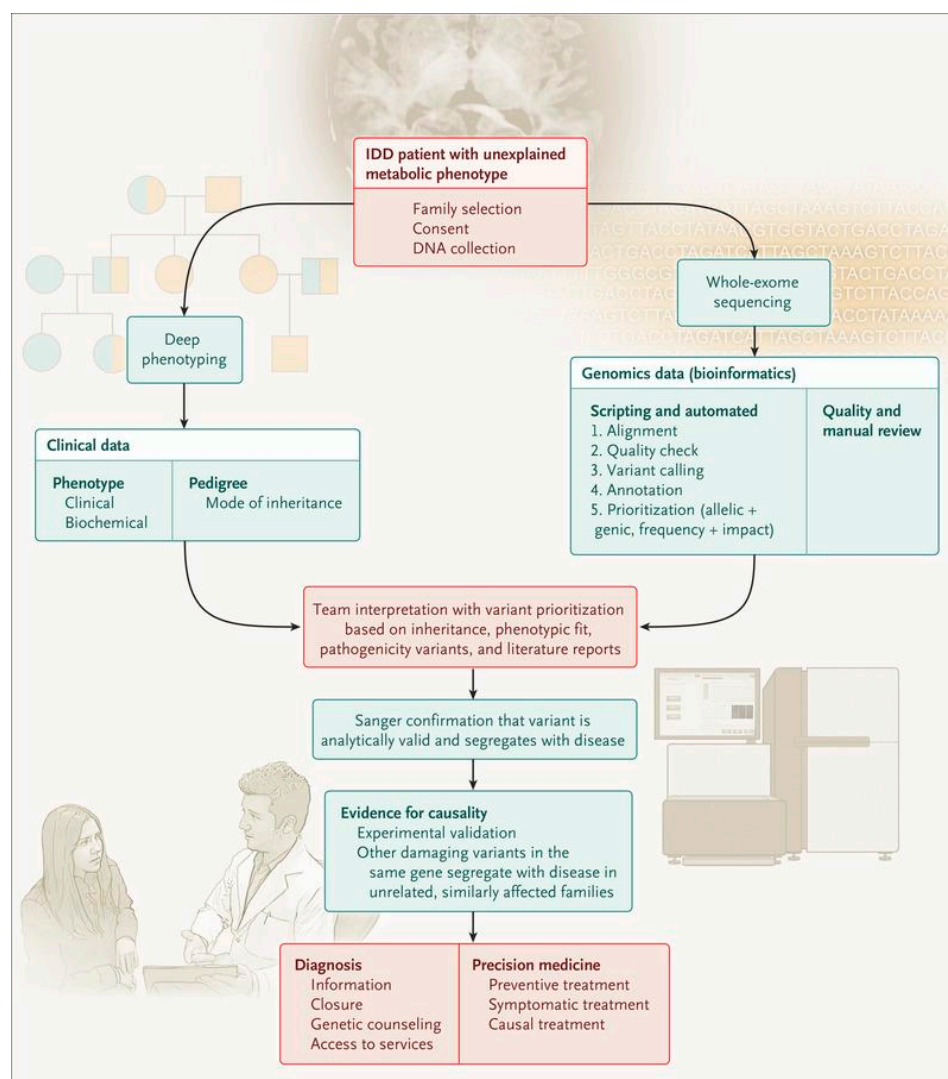 IDD patient with unexplained
metabolic phenotype
Family selection
Consent
DNA collection
Deep
phenotyping
Whole-exome
sequencing
Clinical data
Phenotype
Clinical
Biochemical
Pedigree
Mode of inheritance
Genomics data (bioinformatics)
Scripting and automated
1. Alignment
2. Quality check
3. Variant calling
4. Annotation
5. Prioritization (allelic +
genic, frequency + impact)
Quality and
manual review
Team interpretation with variant prioritization
based on inheritance, phenotypic fit,
pathogenicity variants, and literature reports
Sanger confirmation that variant is
analytically valid and segregates with disease
Evidence for causality
Experimental validation
Other damaging variants in the
same gene segregate with disease in
unrelated, similarly affected families
Diagnosis
Information
Closure
Genetic counseling
Access to services
Precision medicine
Preventive treatment
Symptomatic treatment
Causal treatment